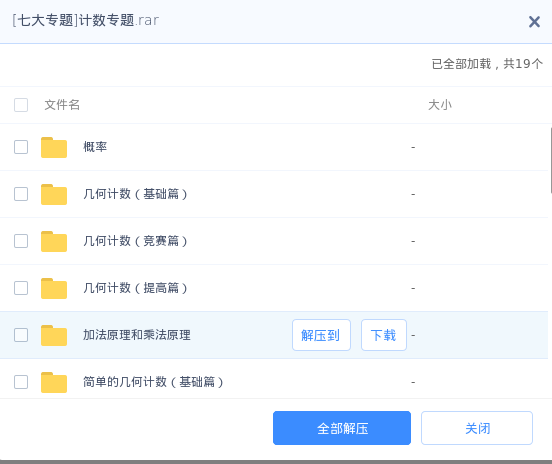 [七大专题]计数专题.rar
已全部加载，共19个
文件名 大小
概率 -
几何计数（基础篇） -
几何计数（竞赛篇） -
几何计数（提高篇） -
加法原理和乘法原理 解压到 下载 -
简单的几何计数（基础篇） -
全部解压 关闭